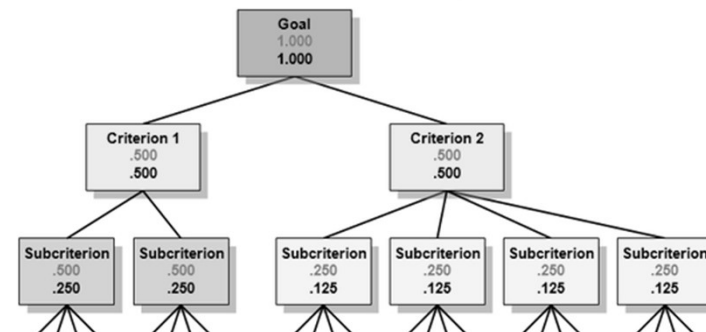 Goal
1.000
1.000
Criterion 1
.500
.500
Criterion 2
.500
.500
Subcriterion
.500
.250
Subcriterion
.500
.250
Subcriterion
.250
.125
Subcriterion
.250
.125
Subcriterion
.250
.125
Subcriterion
.250
.125